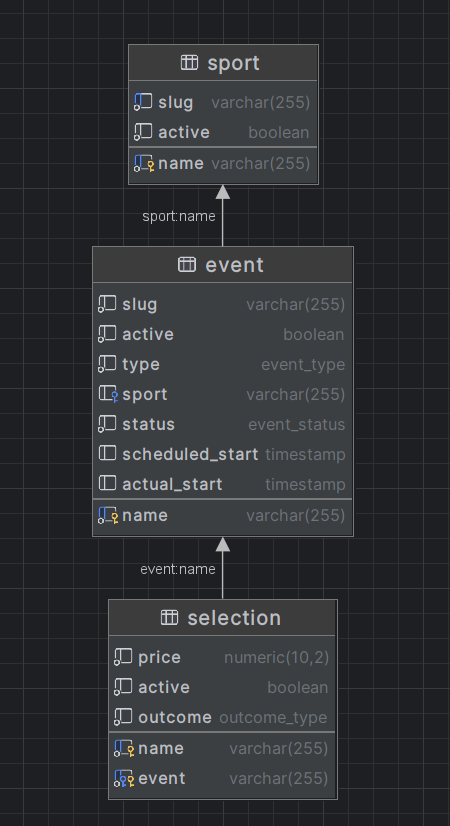 sport
slug varchar(255)
active boolean
name varchar(255)
sport:name
event
slug varchar(255)
active boolean
type event_type
sport varchar(255)
status event_status
scheduled_start timestamp
actual_start timestamp
name varchar(255)
event:name
selection
price numeric(10,2)
active boolean
outcome outcome_type
name varchar(255)
event varchar(255)